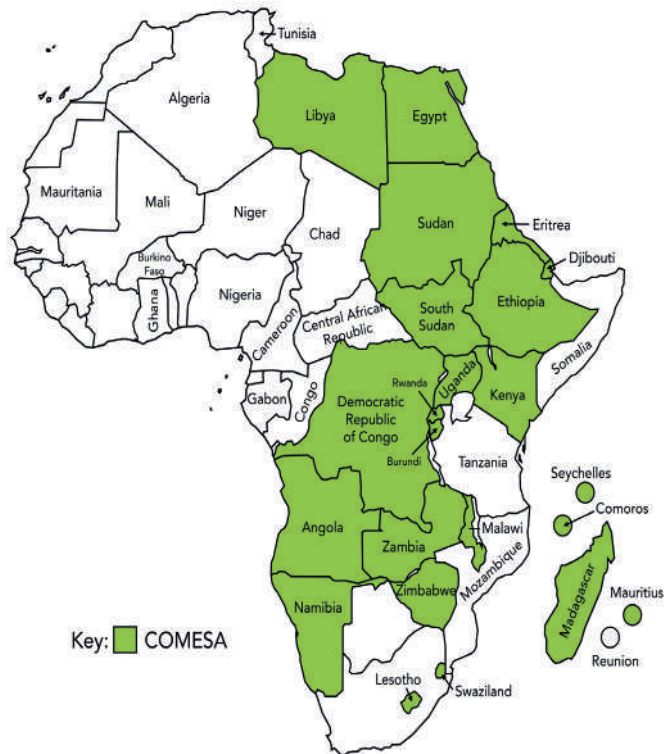 Tunisia
Algeria
Libya
Egypt
Mauritania
Mali
Niger
Chad
Sudan
Eritrea
Djibouti
Burkino
Faso
Ghana
Nigeria
Cameroon
Central African
Republic
South
Sudan
Ethiopia
Somalia
Gabon
Congo
Democratic
Republic
of Congo
Rwanda
Burundi
Uganda
Kenya
Tanzania
Seychelles
Comoros
Angola
Zambia
Malawi
Mozambique
Zimbabwe
Namibia
Madagascar
Mauritius
Reunion
Key: COMESA
Lesotho
Swaziland